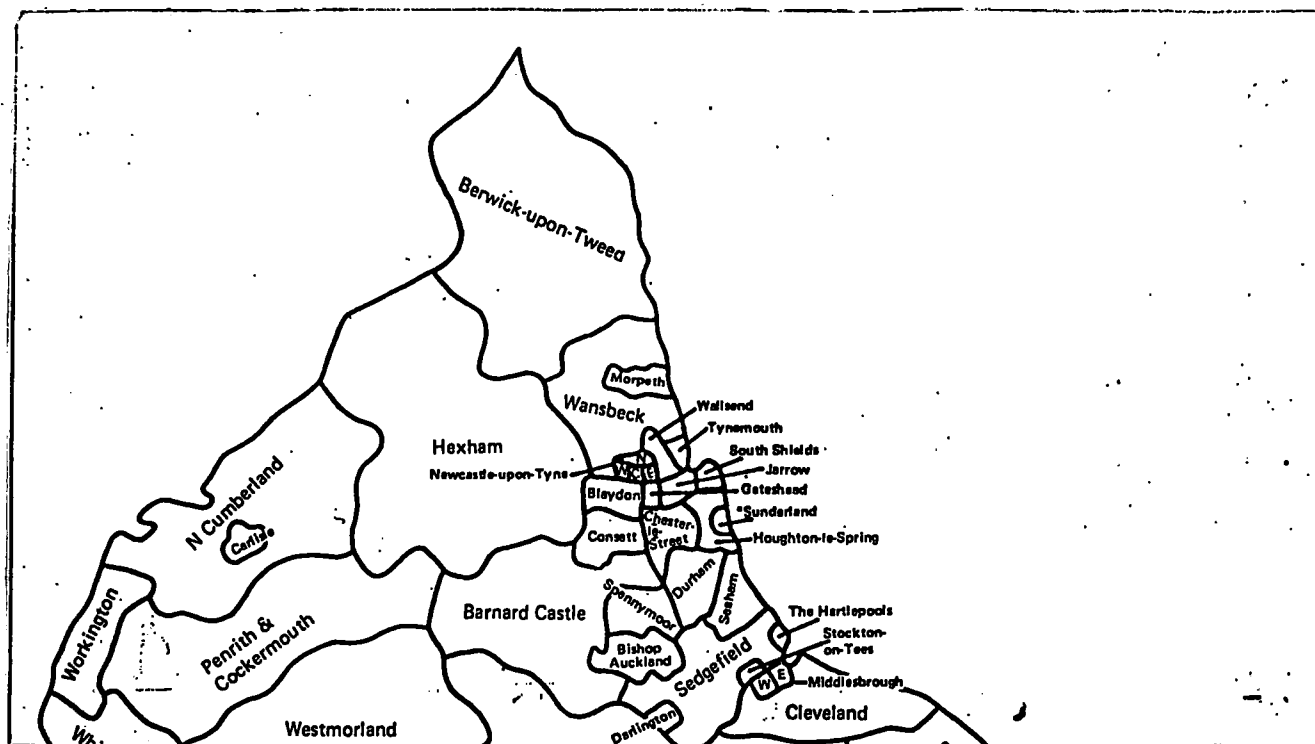 Berwick-upon-Tweed
Morpeth
Wansbeck
Wallsend
Tynemouth
Hexham
South Shields
Newcastle-upon-Tyne
N
W C E
Jarrow
Blaydon
Gateshead
N Cumberland
Carlisle
Chester-
le-
Street
Sunderland
Consett
Houghton-le-Spring
Durham
Seaham
Spennymoor
Workington
Barnard Castle
The Hartlepools
Penrith &
Cockermouth
Stockton-
on-Tees
Bishop
Auckland
Sedgefield
W E
Middlesbrough
Whi
Westmorland
Darlington
Cleveland